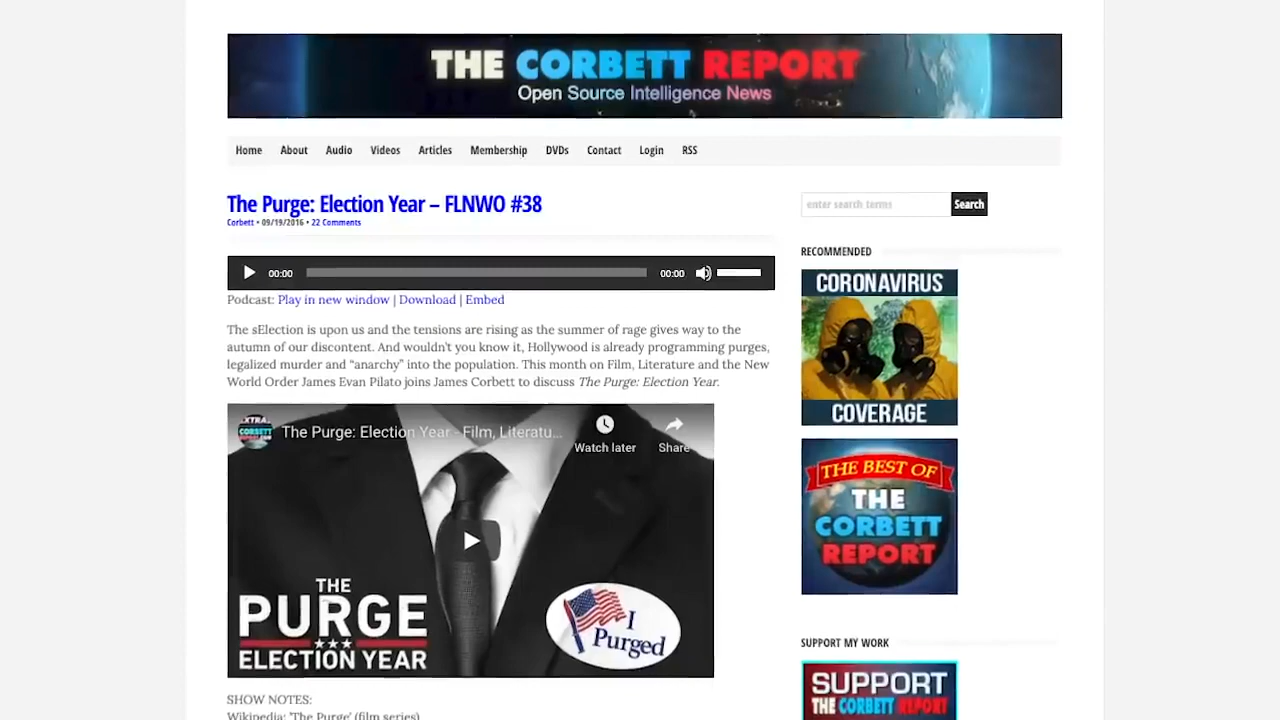 THE CORBETT REPORT
Open Source Intelligence News
Home About Audio Videos Articles Membership DVDs Contact Login RSS
The Purge: Election Year – FLNWO #38
Corbett • 09/19/2016 • 22 Comments
enter search terms Search
00:00 00:00
Podcast: Play in new window | Download | Embed
The sElection is upon us and the tensions are rising as the summer of rage gives way to the
autumn of our discontent. And wouldn't you know it, Hollywood is already programming purges,
legalized murder and “anarchy” into the population. This month on Film, Literature and the New
World Order James Evan Pilato joins James Corbett to discuss The Purge: Election Year.
EXTRA
CORBETT
The Purge: Election Year - Film, Literatu...
Watch later Share
THE
PURGE
ELECTION YEAR
I
Purged
SHOW NOTES:
Wikipedia: 'The Purge' (film series)
RECOMMENDED
CORONAVIRUS
COVERAGE
THE BEST OF
THE
CORBETT
REPORT
SUPPORT MY WORK
SUPPORT
THE CORBETT REPORT